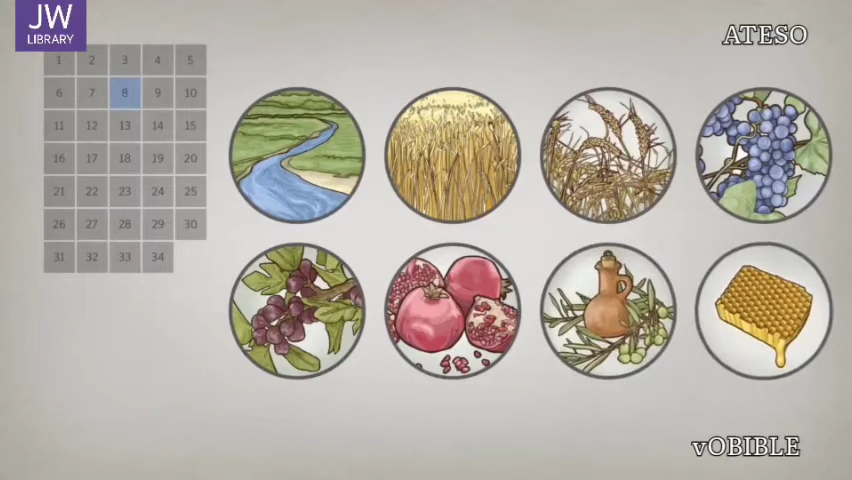 JW
LIBRARY
ATESO
1 2 3 4 5
6 7 8 9 10
11 12 13 14 15
16 17 18 19 20
21 22 23 24 25
26 27 28 29 30
31 32 33 34
vOBIBLE